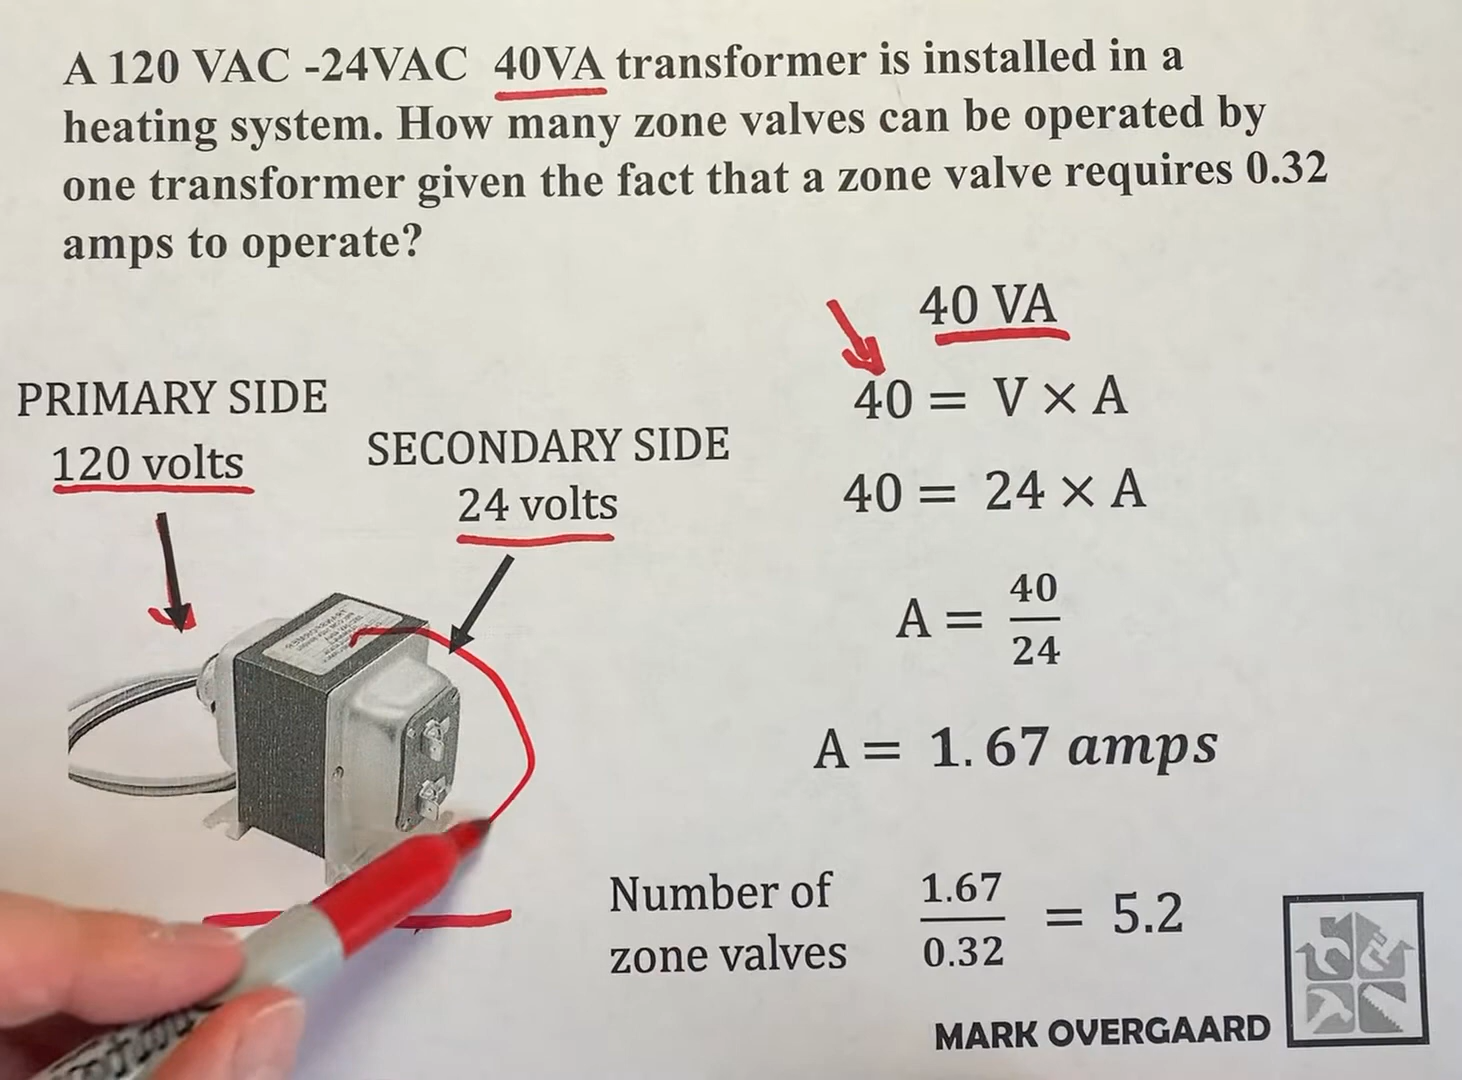 A 120 VAC -24VAC 40VA transformer is installed in a
heating system. How many zone valves can be operated by
one transformer given the fact that a zone valve requires 0.32
amps to operate?
40 VA
40 = V × A
40 = 24 × A
A = 40/24
A = 1.67 amps
PRIMARY SIDE
120 volts
SECONDARY SIDE
24 volts
Number of
zone valves
1.67/0.32 = 5.2
MARK OVERGAARD